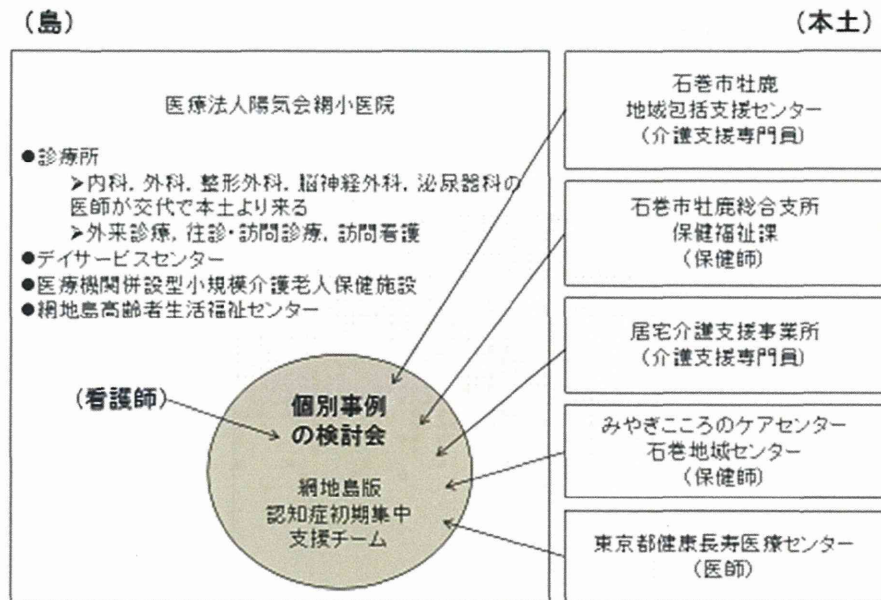 (島)
医療法人陽気会網小医院
●診療所
➤内科，外科，整形外科，脳神経外科，泌尿器科の
医師が交代で本土より来る
➤外来診療，往診・訪問診療，訪問看護
●デイサービスセンター
●医療機関併設型小規模介護老人保健施設
●網地島高齢者生活福祉センター
(看護師)
個別事例
の検討会
網地島版
認知症初期集中
支援チーム
(本土)
石巻市牡鹿
地域包括支援センター
(介護支援専門員)
石巻市牡鹿総合支所
保健福祉課
(保健師)
居宅介護支援事業所
(介護支援専門員)
みやぎこころのケアセンター
石巻地域センター
(保健師)
東京都健康長寿医療センター
(医師)